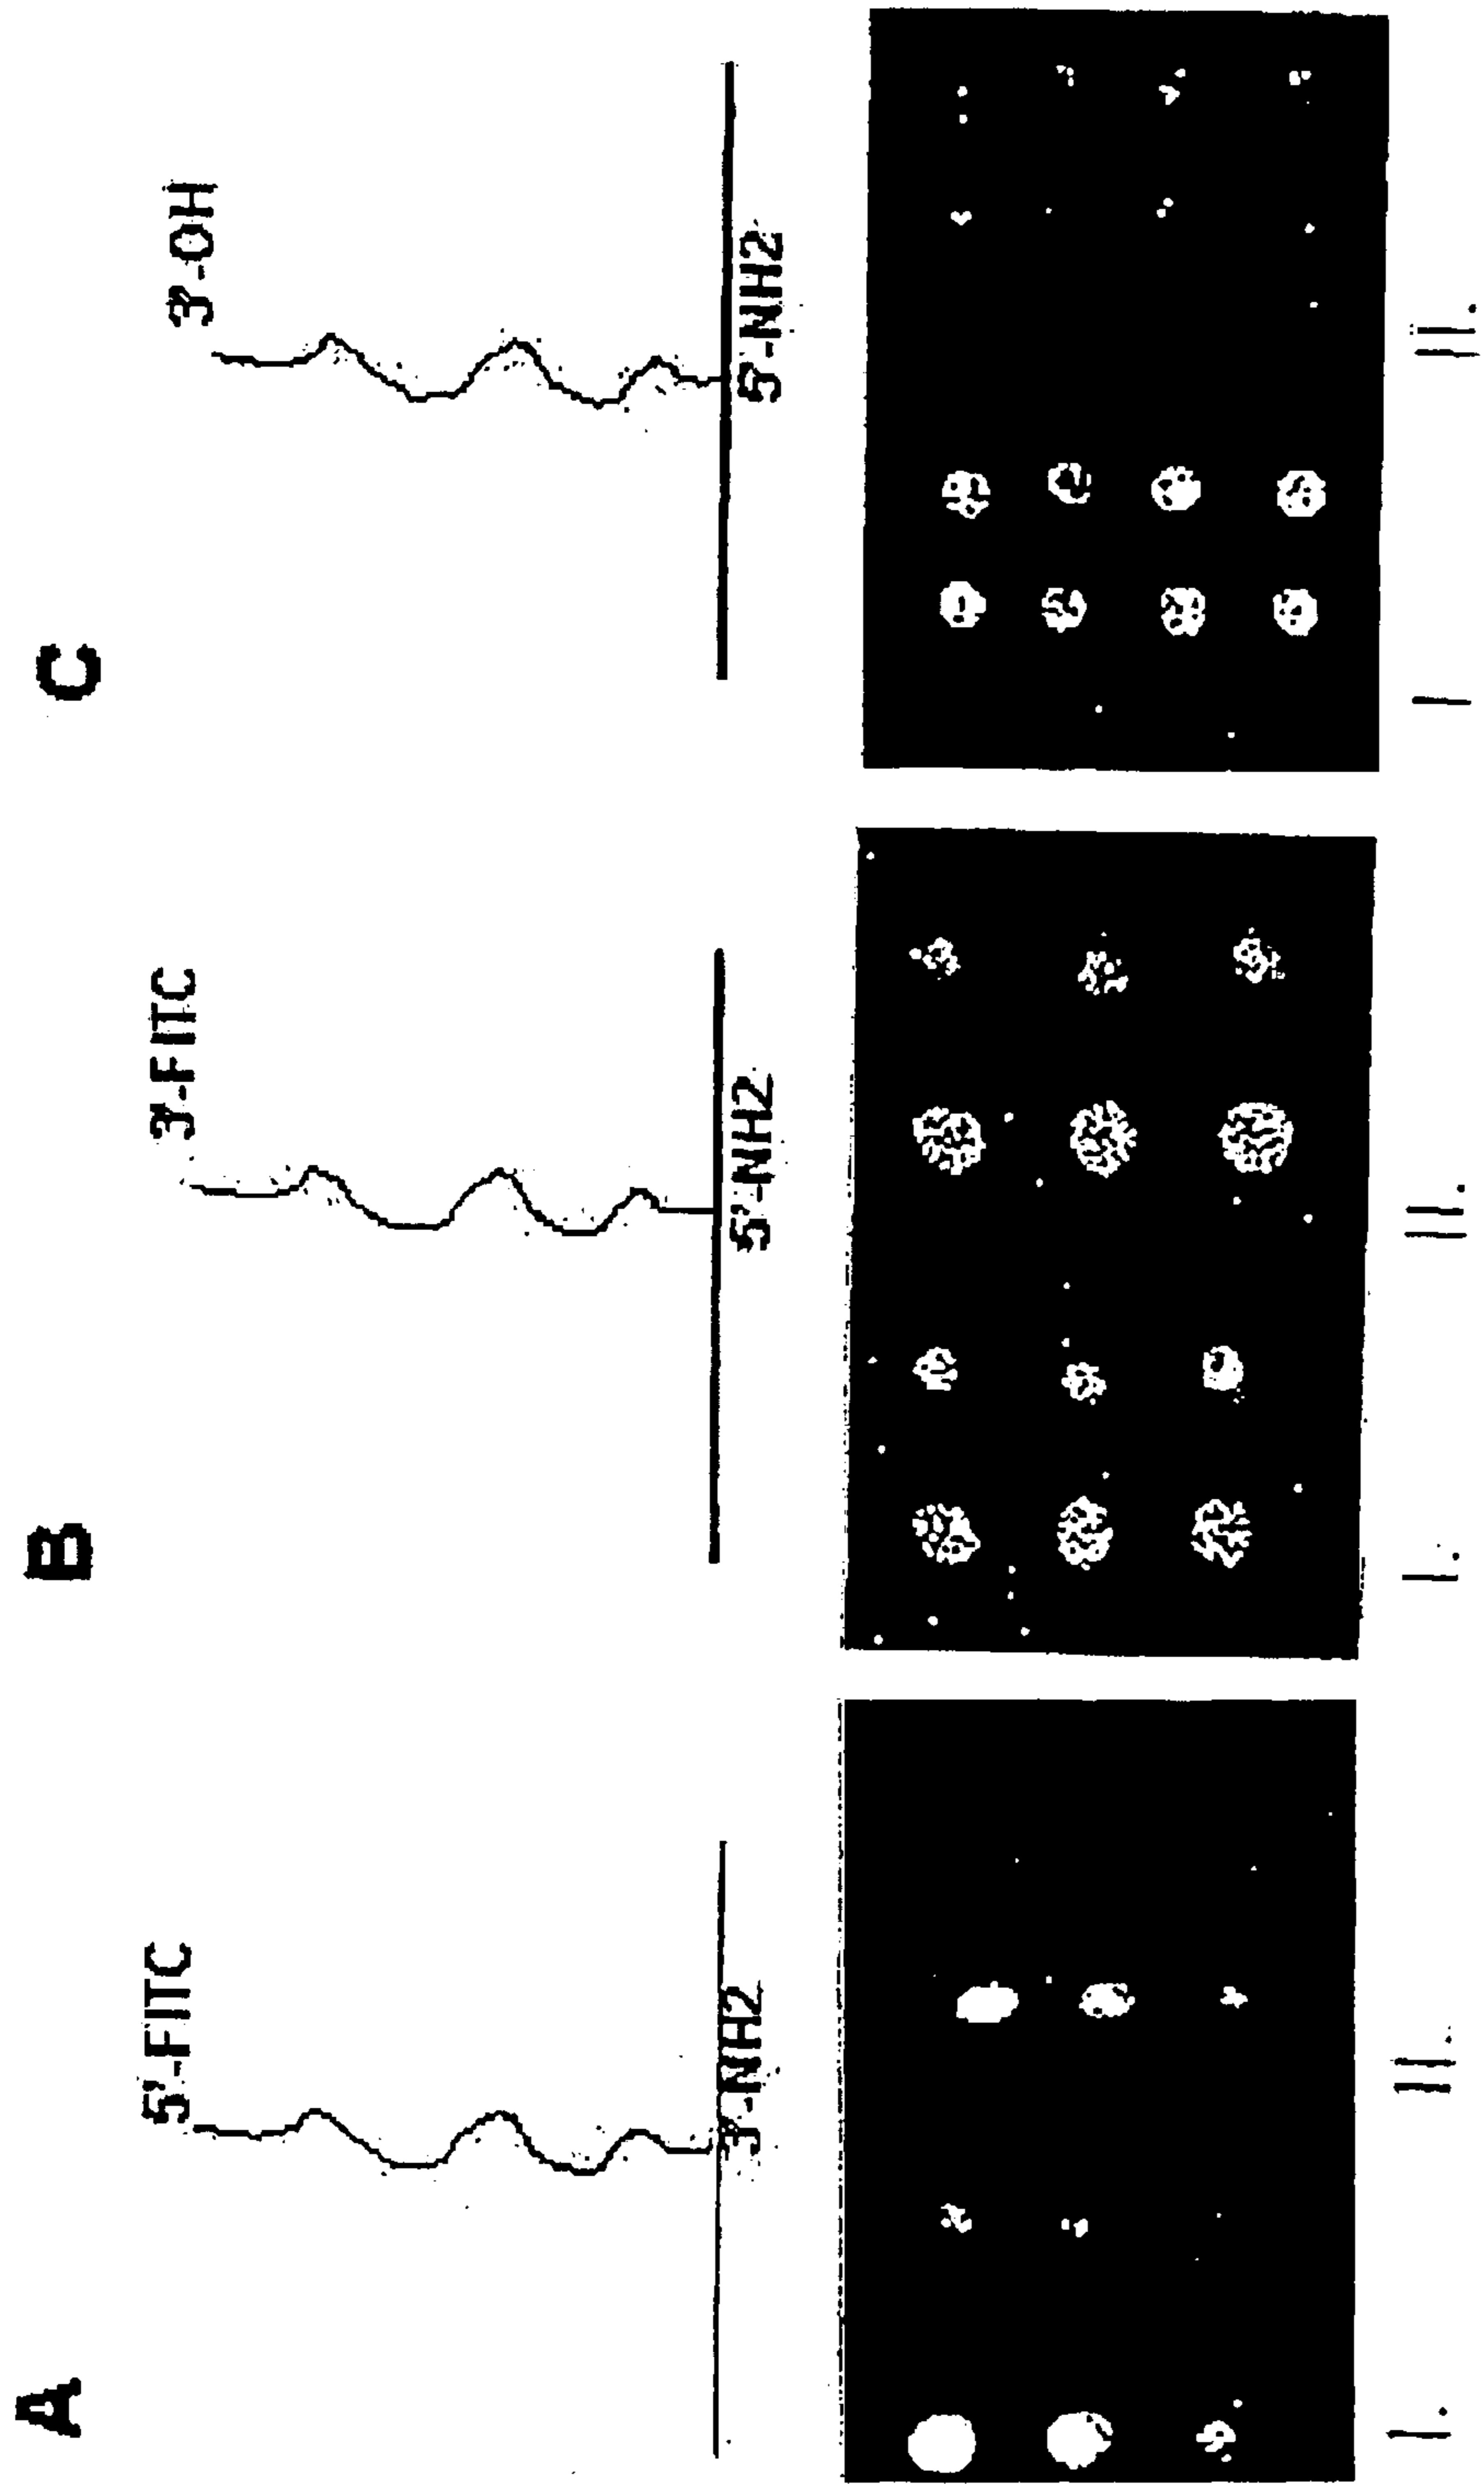 A B C
5'-FITC 3'-FITC 3'-OH
3'-NH2 5'-NH2 5'-NH2
I. II. I. II. I II.